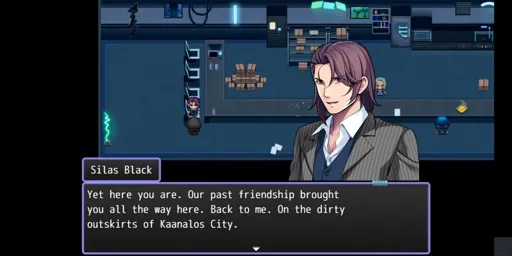 Silas Black
Yet here you are. Our past friendship brought
you all the way here. Back to me. On the dirty
outskirts of Kaanalos City.